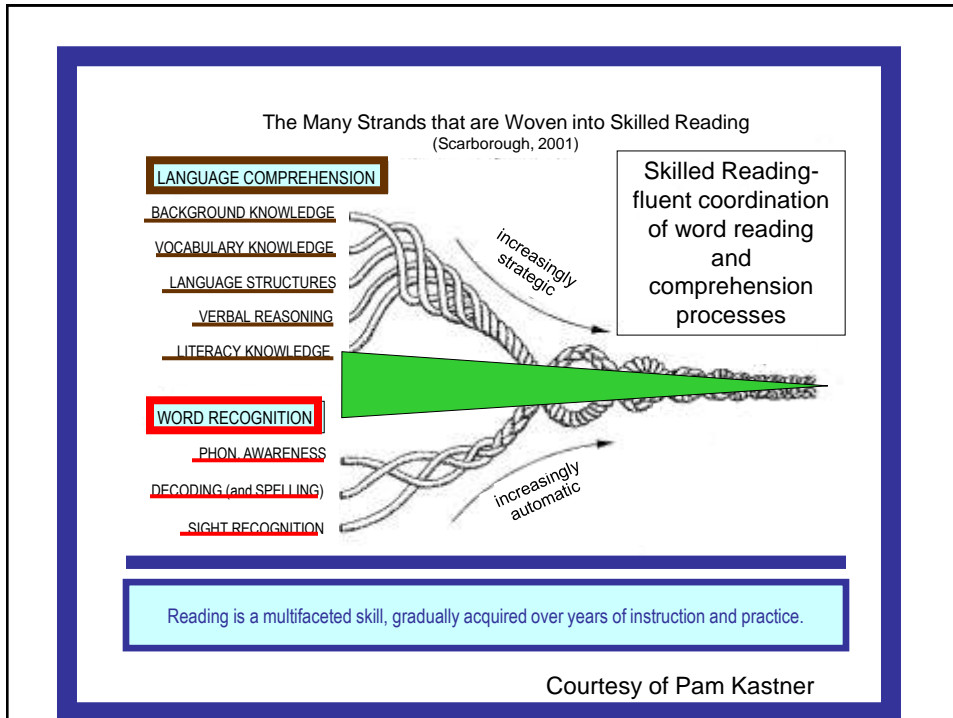 The Many Strands that are Woven into Skilled Reading
(Scarborough, 2001)
LANGUAGE COMPREHENSION
BACKGROUND KNOWLEDGE
VOCABULARY KNOWLEDGE
LANGUAGE STRUCTURES
VERBAL REASONING
LITERACY KNOWLEDGE
WORD RECOGNITION
PHON. AWARENESS
DECODING (and SPELLING)
SIGHT RECOGNITION
increasingly
strategic
increasingly
automatic
Skilled Reading-
fluent coordination
of word reading
and
comprehension
processes
Reading is a multifaceted skill, gradually acquired over years of instruction and practice.
Courtesy of Pam Kastner